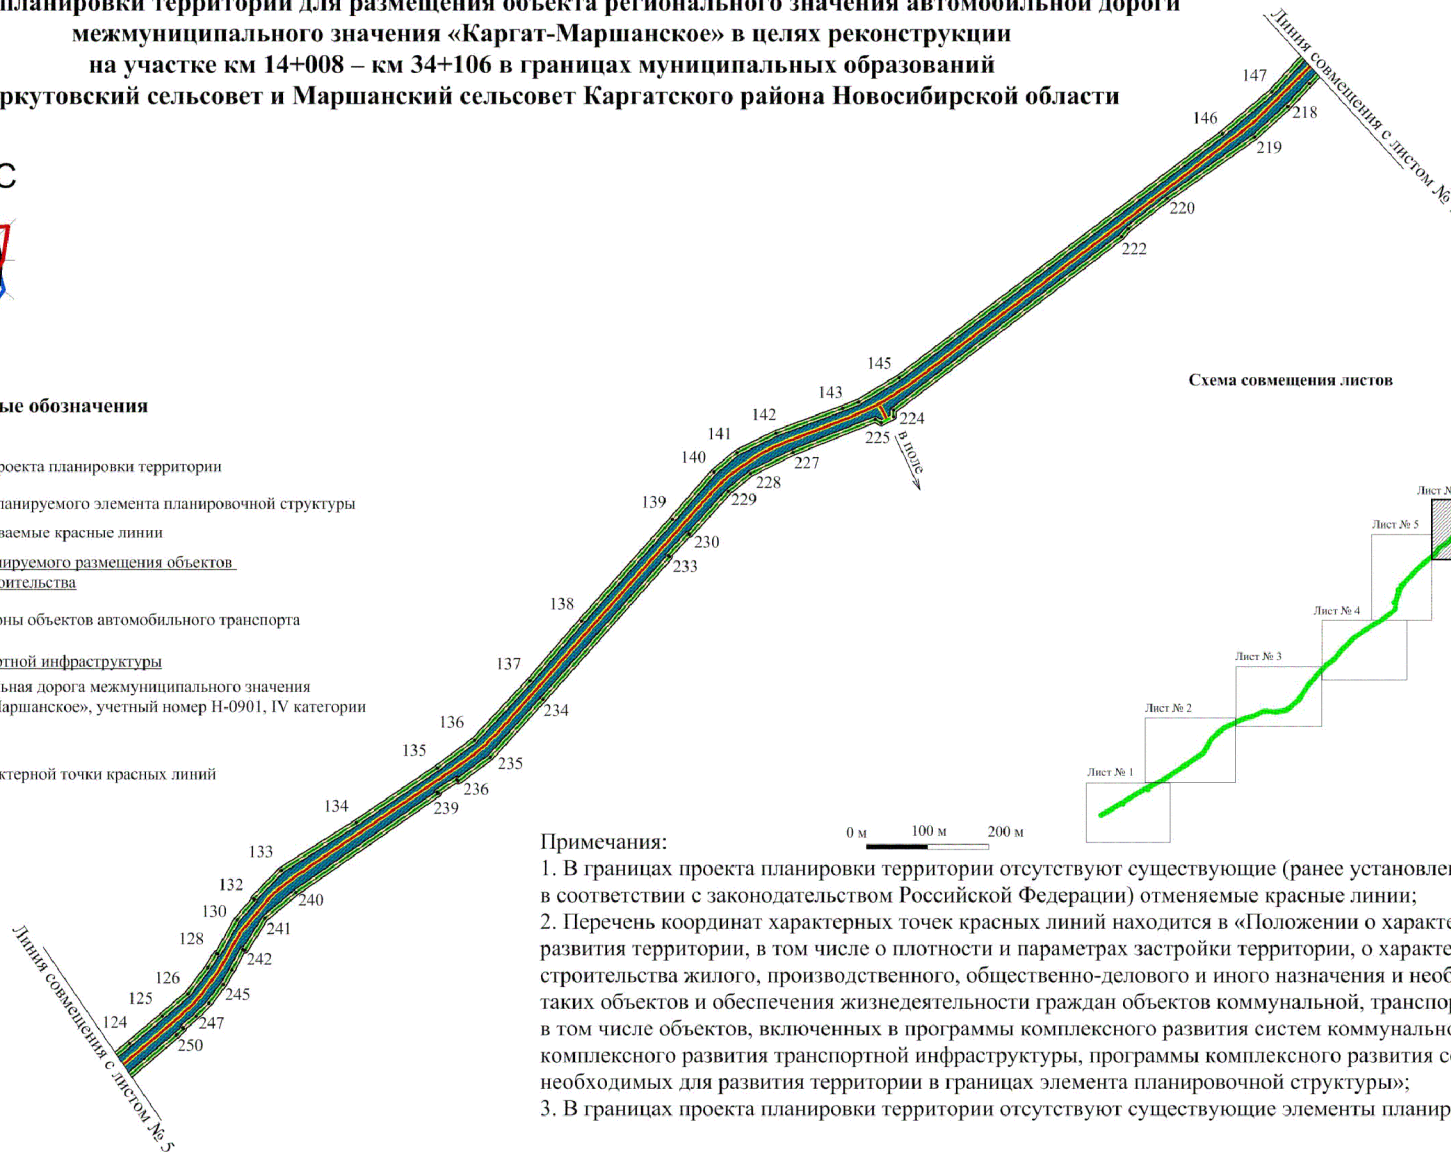 планировки территории для размещения объекта регионального значения автомобильной дороги
межмуниципального значения «Каргат-Маршанское» в целях реконструкции
на участке км 14+008 – км 34+106 в границах муниципальных образований
ркутовский сельсовет и Маршанский сельсовет Каргатского района Новосибирской области
С
Линия совмещения с листом №
147
218
146
219
220
222
145
143
224
225
в поле
142
227
141
228
140
229
139
230
233
138
137
234
136
235
135
236
239
134
133
240
132
241
130
242
128
245
126
247
125
250
124
Линия совмещения с листом № 5
ые обозначения
роекта планировки территории
ланируемого элемента планировочной структуры
ваемые красные линии
нируемого размещения объектов
оительства
оны объектов автомобильного транспорта
ртной инфраструктуры
льная дорога межмуниципального значения
Маршанское», учетный номер Н-0901, IV категории
ктерной точки красных линий
Схема совмещения листов
Лист №
Лист № 5
Лист № 4
Лист № 3
Лист № 2
Лист № 1
0 м 100 м 200 м
Примечания:
1. В границах проекта планировки территории отсутствуют существующие (ранее установле
в соответствии с законодательством Российской Федерации) отменяемые красные линии;
2. Перечень координат характерных точек красных линий находится в «Положении о характе
развития территории, в том числе о плотности и параметрах застройки территории, о характе
строительства жилого, производственного, общественно-делового и иного назначения и необ
таких объектов и обеспечения жизнедеятельности граждан объектов коммунальной, транспо
в том числе объектов, включенных в программы комплексного развития систем коммунально
комплексного развития транспортной инфраструктуры, программы комплексного развития с
необходимых для развития территории в границах элемента планировочной структуры»;
3. В границах проекта планировки территории отсутствуют существующие элементы планир